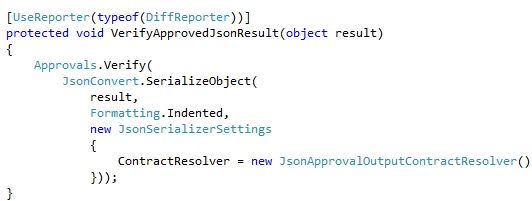 [UseReporter(typeof(DiffReporter))]
protected void VerifyApprovedJsonResult(object result)
{
    Approvals.Verify(
        JsonConvert.SerializeObject(
            result,
            Formatting.Indented,
            new JsonSerializerSettings
            {
                ContractResolver = new JsonApprovalOutputContractResolver()
            }));
}